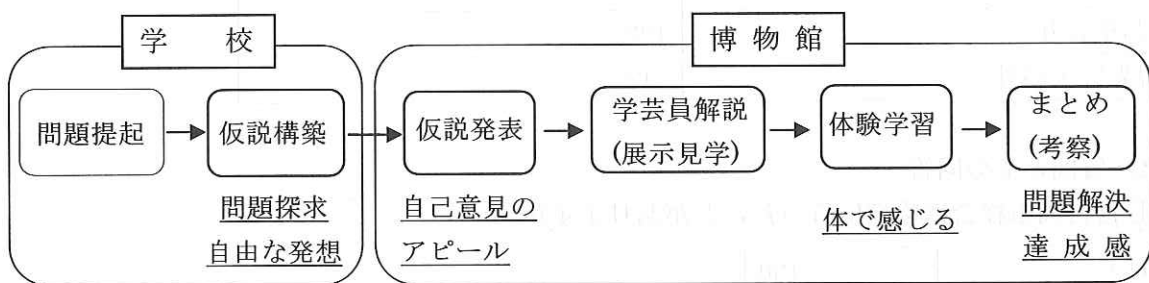 学校
博物館
問題提起
仮説構築
仮説発表
学芸員解説
(展示見学)
体験学習
まとめ
(考察)
問題探求
自由な発想
自己意見の
アピール
体で感じる
問題解決
達成感